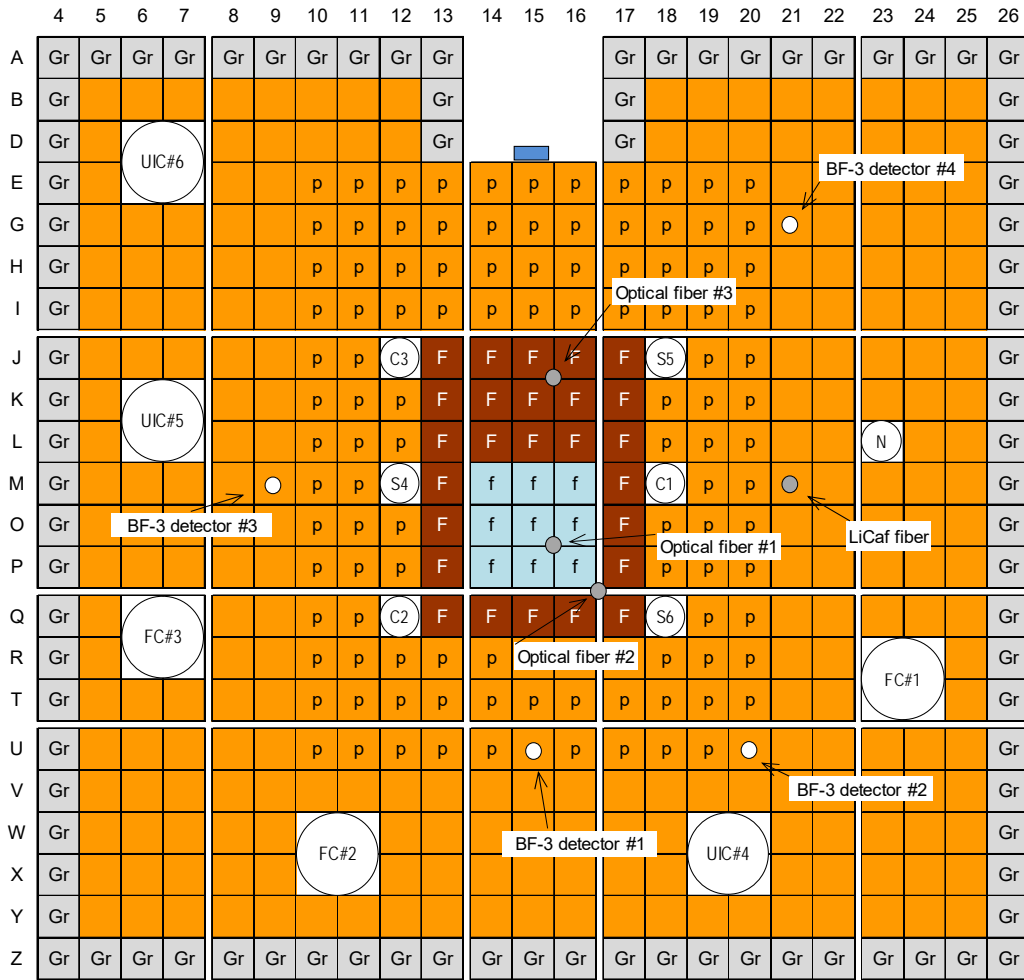 4 5 6 7 8 9 10 11 12 13 14 15 16 17 18 19 20 21 22 23 24 25 26
A Gr Gr Gr Gr Gr Gr Gr Gr Gr Gr Gr Gr Gr Gr Gr Gr Gr Gr Gr Gr
B Gr Gr Gr Gr
D Gr Gr Gr Gr
UIC#6
BF-3 detector #4
E Gr p p p p p p p p p p p Gr
G Gr p p p p p p p p p p p Gr
H Gr p p p p p p p p p p p Gr
Optical fiber #3
I Gr p p p p p p p p p p p Gr
J Gr p p C3 F F F F F S5 p p Gr
K Gr p p p F F F F F p p p Gr
UIC#5
L Gr p p p F F F F F p p p N Gr
M Gr p p S4 F f f f F C1 p p Gr
O Gr p p p F f f f F p p p Gr
BF-3 detector #3
LiCaf fiber
Optical fiber #1
P Gr p p p F f f f F p p p Gr
Q Gr p p C2 F F F F F S6 p p Gr
FC#3
R Gr p p p p p p p p Gr
Optical fiber #2
FC#1
T Gr p p p p p p p p p p p Gr
U Gr p p p p p p p p p Gr
V Gr Gr
BF-3 detector #2
W Gr Gr
BF-3 detector #1
FC#2 UIC#4
X Gr Gr
Y Gr Gr
Z Gr Gr Gr Gr Gr Gr Gr Gr Gr Gr Gr Gr Gr Gr Gr Gr Gr Gr Gr Gr Gr Gr Gr